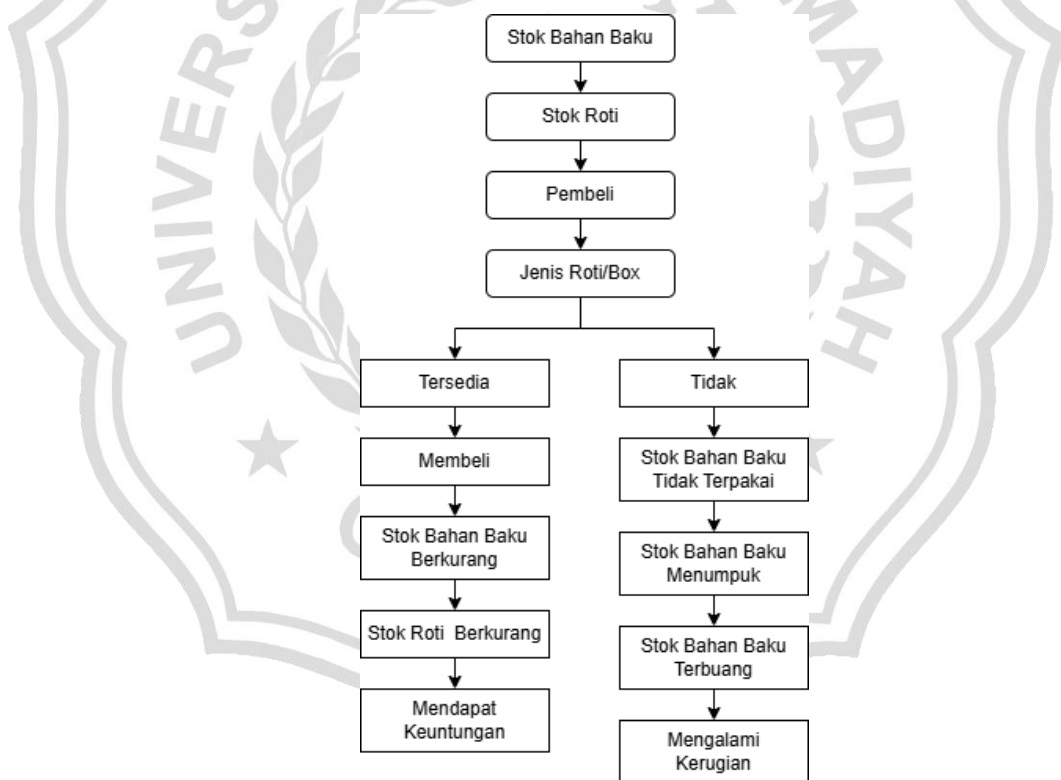 Stok Bahan Baku
Stok Roti
Pembeli
Jenis Roti/Box
Tersedia
Membeli
Stok Bahan Baku
Berkurang
Stok Roti Berkurang
Mendapat
Keuntungan
Tidak
Stok Bahan Baku
Tidak Terpakai
Stok Bahan Baku
Menumpuk
Stok Bahan Baku
Terbuang
Mengalami
Kerugian